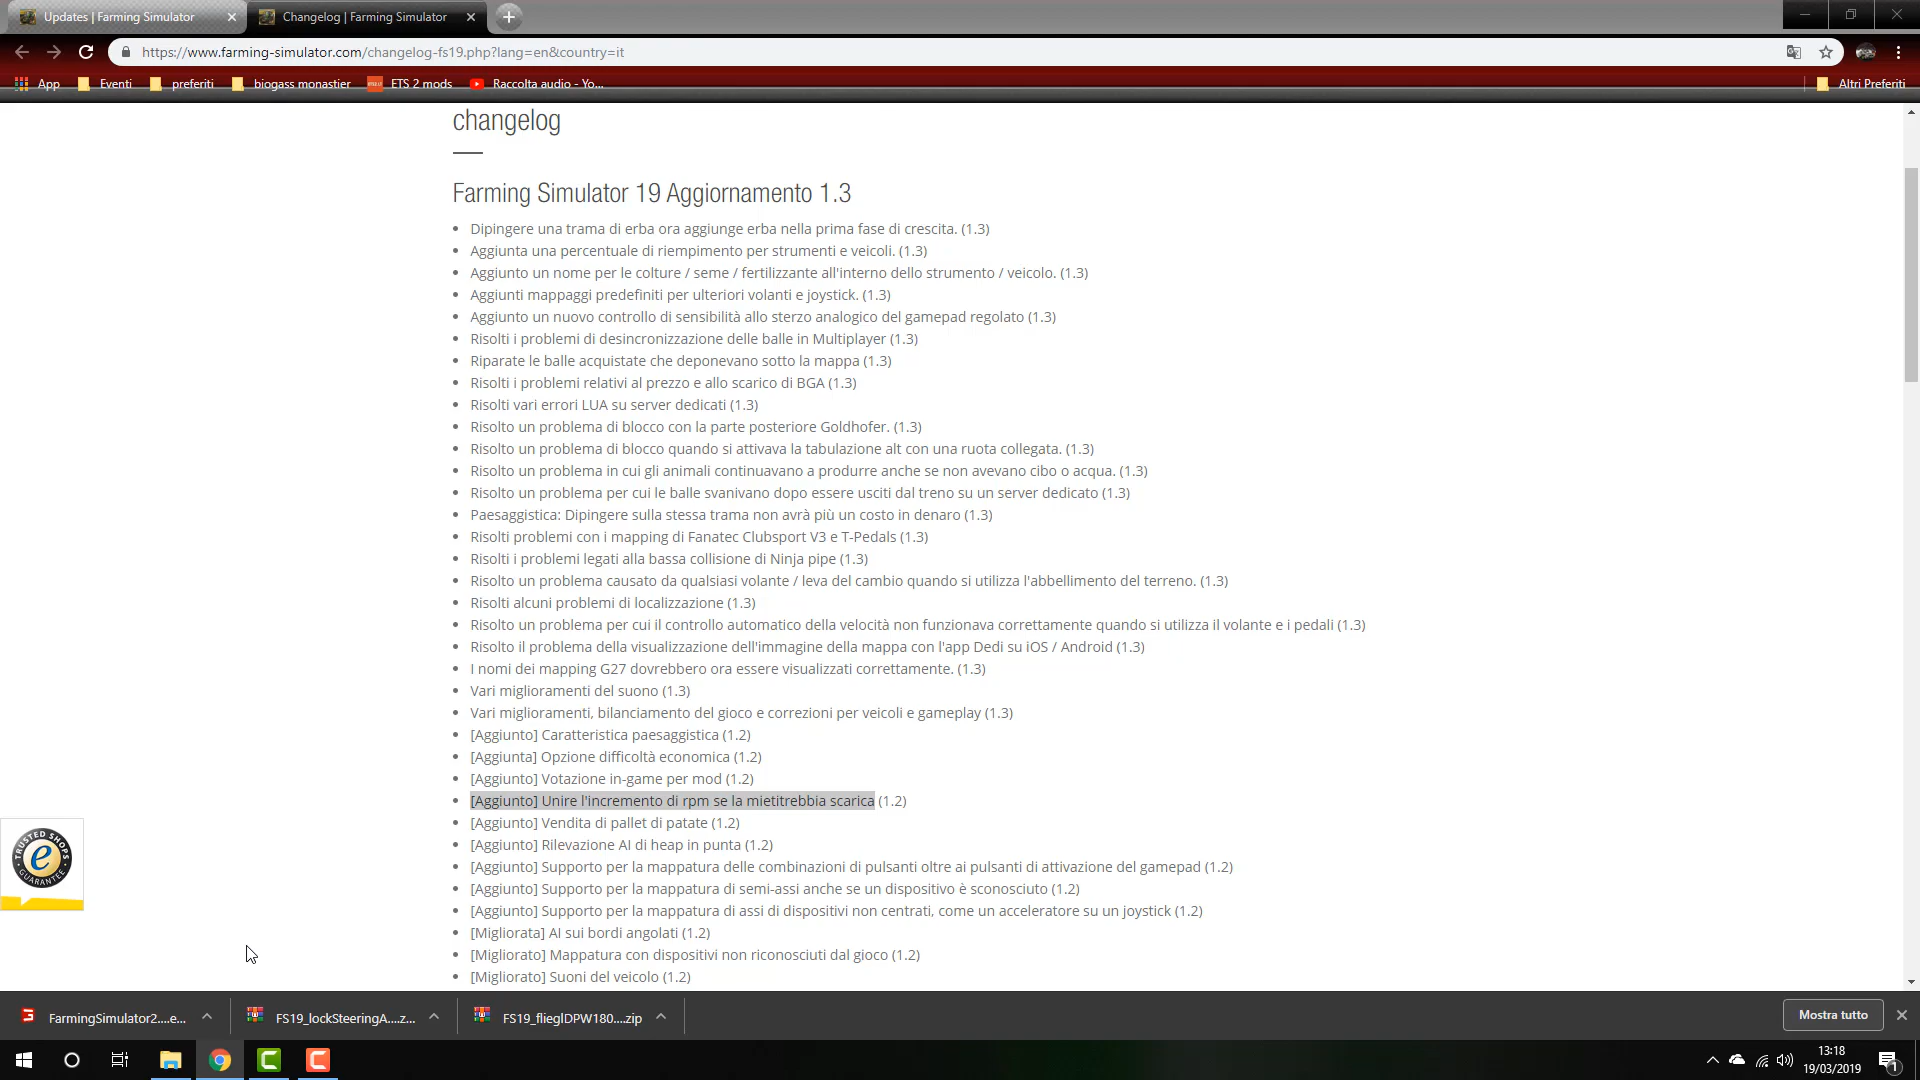 Updates | Farming Simulator
Changelog | Farming Simulator
https://www.farming-simulator.com/changelog-fs19.php?lang=en&country=it
App
Eventi
preferiti
biogass monastier
ETS 2 mods
Raccolta audio - Yo...
Altri Preferiti
changelog
Farming Simulator 19 Aggiornamento 1.3
Dipingere una trama di erba ora aggiunge erba nella prima fase di crescita. (1.3)
Aggiunta una percentuale di riempimento per strumenti e veicoli. (1.3)
Aggiunto un nome per le colture / seme / fertilizzante all'interno dello strumento / veicolo. (1.3)
Aggiunti mappaggi predefiniti per ulteriori volanti e joystick. (1.3)
Aggiunto un nuovo controllo di sensibilità allo sterzo analogico del gamepad regolato (1.3)
Risolti i problemi di desincronizzazione delle balle in Multiplayer (1.3)
Riparate le balle acquistate che deponevano sotto la mappa (1.3)
Risolti i problemi relativi al prezzo e allo scarico di BGA (1.3)
Risolti vari errori LUA su server dedicati (1.3)
Risolto un problema di blocco con la parte posteriore Goldhofer. (1.3)
Risolto un problema di blocco quando si attivava la tabulazione alt con una ruota collegata. (1.3)
Risolto un problema in cui gli animali continuavano a produrre anche se non avevano cibo o acqua. (1.3)
Risolto un problema per cui le balle svanivano dopo essere usciti dal treno su un server dedicato (1.3)
Paesaggistica: Dipingere sulla stessa trama non avrà più un costo in denaro (1.3)
Risolti problemi con i mapping di Fanatec Clubsport V3 e T-Pedals (1.3)
Risolti i problemi legati alla bassa collisione di Ninja pipe (1.3)
Risolto un problema causato da qualsiasi volante / leva del cambio quando si utilizza l'abbellimento del terreno. (1.3)
Risolti alcuni problemi di localizzazione (1.3)
Risolto un problema per cui il controllo automatico della velocità non funzionava correttamente quando si utilizza il volante e i pedali (1.3)
Risolto il problema della visualizzazione dell'immagine della mappa con l'app Dedi su iOS / Android (1.3)
I nomi dei mapping G27 dovrebbero ora essere visualizzati correttamente. (1.3)
Vari miglioramenti del suono (1.3)
Vari miglioramenti, bilanciamento del gioco e correzioni per veicoli e gameplay (1.3)
[Aggiunto] Caratteristica paesaggistica (1.2)
[Aggiunta] Opzione difficoltà economica (1.2)
[Aggiunto] Votazione in-game per mod (1.2)
[Aggiunto] Unire l'incremento di rpm se la mietitrebbia scarica (1.2)
[Aggiunto] Vendita di pallet di patate (1.2)
[Aggiunto] Rilevazione AI di heap in punta (1.2)
[Aggiunto] Supporto per la mappatura delle combinazioni di pulsanti oltre ai pulsanti di attivazione del gamepad (1.2)
[Aggiunto] Supporto per la mappatura di semi-assi anche se un dispositivo è sconosciuto (1.2)
[Aggiunto] Supporto per la mappatura di assi di dispositivi non centrati, come un acceleratore su un joystick (1.2)
[Migliorata] AI sui bordi angolati (1.2)
[Migliorato] Mappatura con dispositivi non riconosciuti dal gioco (1.2)
[Migliorato] Suoni del veicolo (1.2)
TRUSTED SHOPS
e
GUARANTEE
FarmingSimulator2....e...
FS19_lockSteeringA....z...
FS19_flieglDPW180....zip
Mostra tutto
13:18
19/03/2019
1